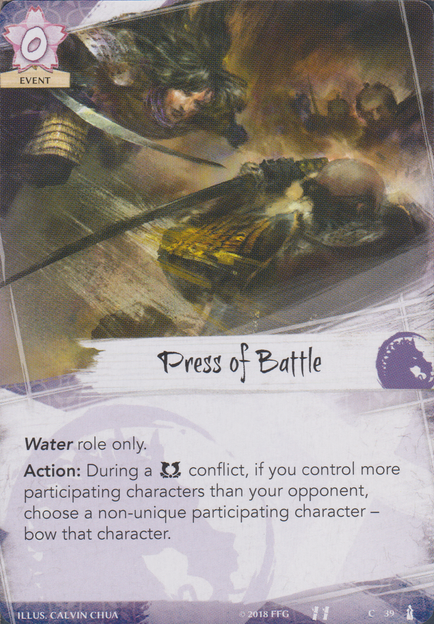 0
EVENT
Press of Battle
Water role only.
Action: During a conflict, if you control more
participating characters than your opponent,
choose a non-unique participating character –
bow that character.
ILLUS. CALVIN CHUA © 2018 FFG 11 C 39